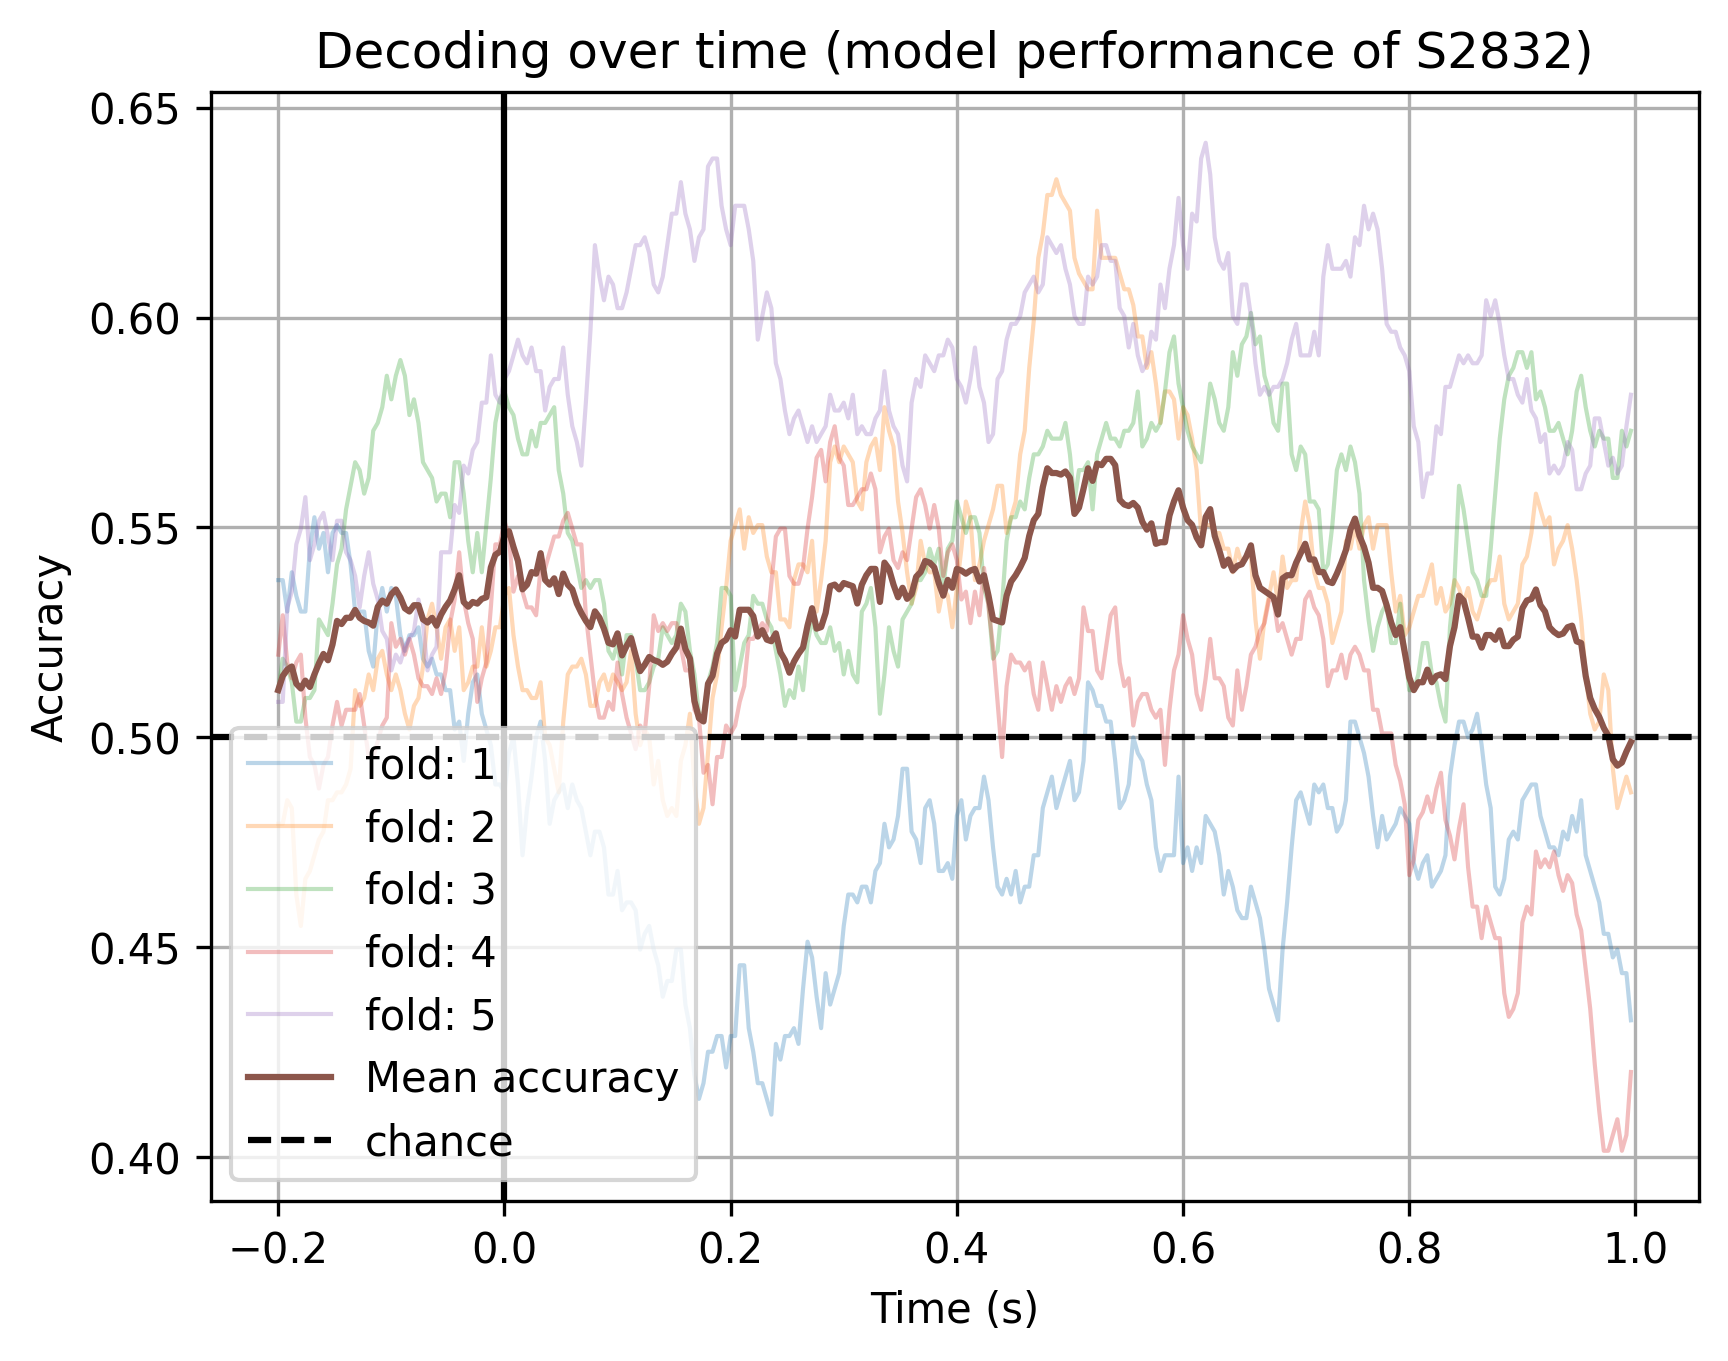 Decoding over time (model performance of S2832)
Accuracy
0.65
0.60
0.55
0.50
0.45
0.40
fold: 1
fold: 2
fold: 3
fold: 4
fold: 5
Mean accuracy
chance
−0.2 0.0 0.2 0.4 0.6 0.8 1.0
Time (s)